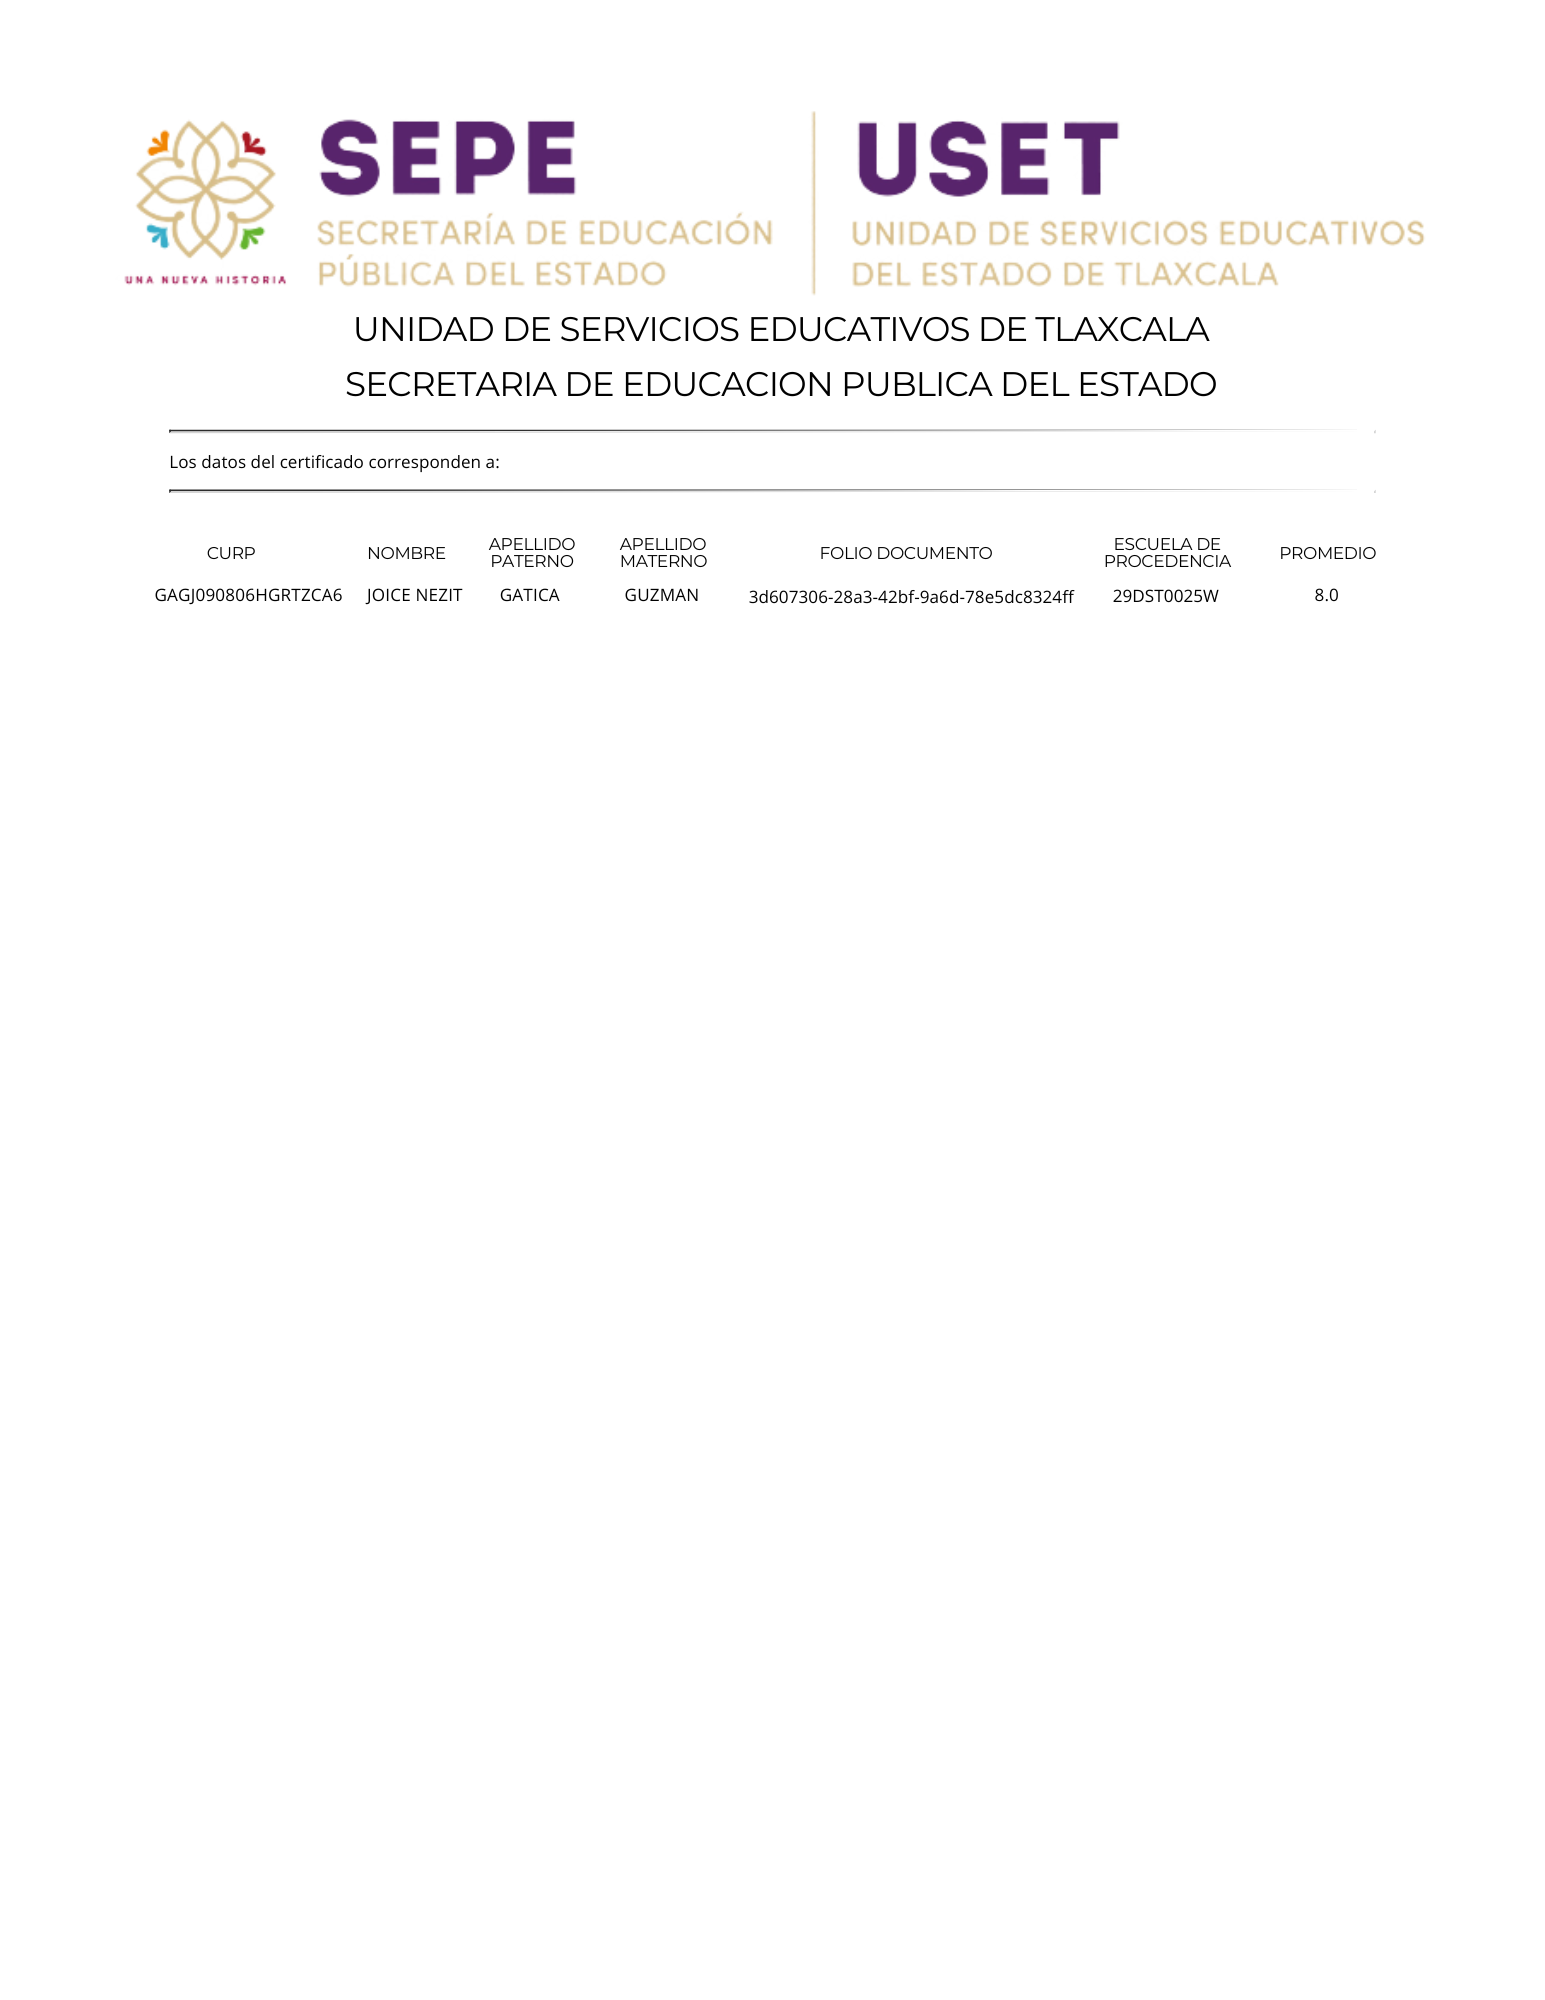 SEPE
SECRETARÍA DE EDUCACIÓN
PÚBLICA DEL ESTADO
USET
UNIDAD DE SERVICIOS EDUCATIVOS
DEL ESTADO DE TLAXCALA
UNA NUEVA HISTORIA
UNIDAD DE SERVICIOS EDUCATIVOS DE TLAXCALA
SECRETARIA DE EDUCACION PUBLICA DEL ESTADO
Los datos del certificado corresponden a:
CURP NOMBRE APELLIDO PATERNO APELLIDO MATERNO FOLIO DOCUMENTO ESCUELA DE PROCEDENCIA PROMEDIO
GAGJ090806HGRTZCA6 JOICE NEZIT GATICA GUZMAN 3d607306-28a3-42bf-9a6d-78e5dc8324ff 29DST0025W 8.0